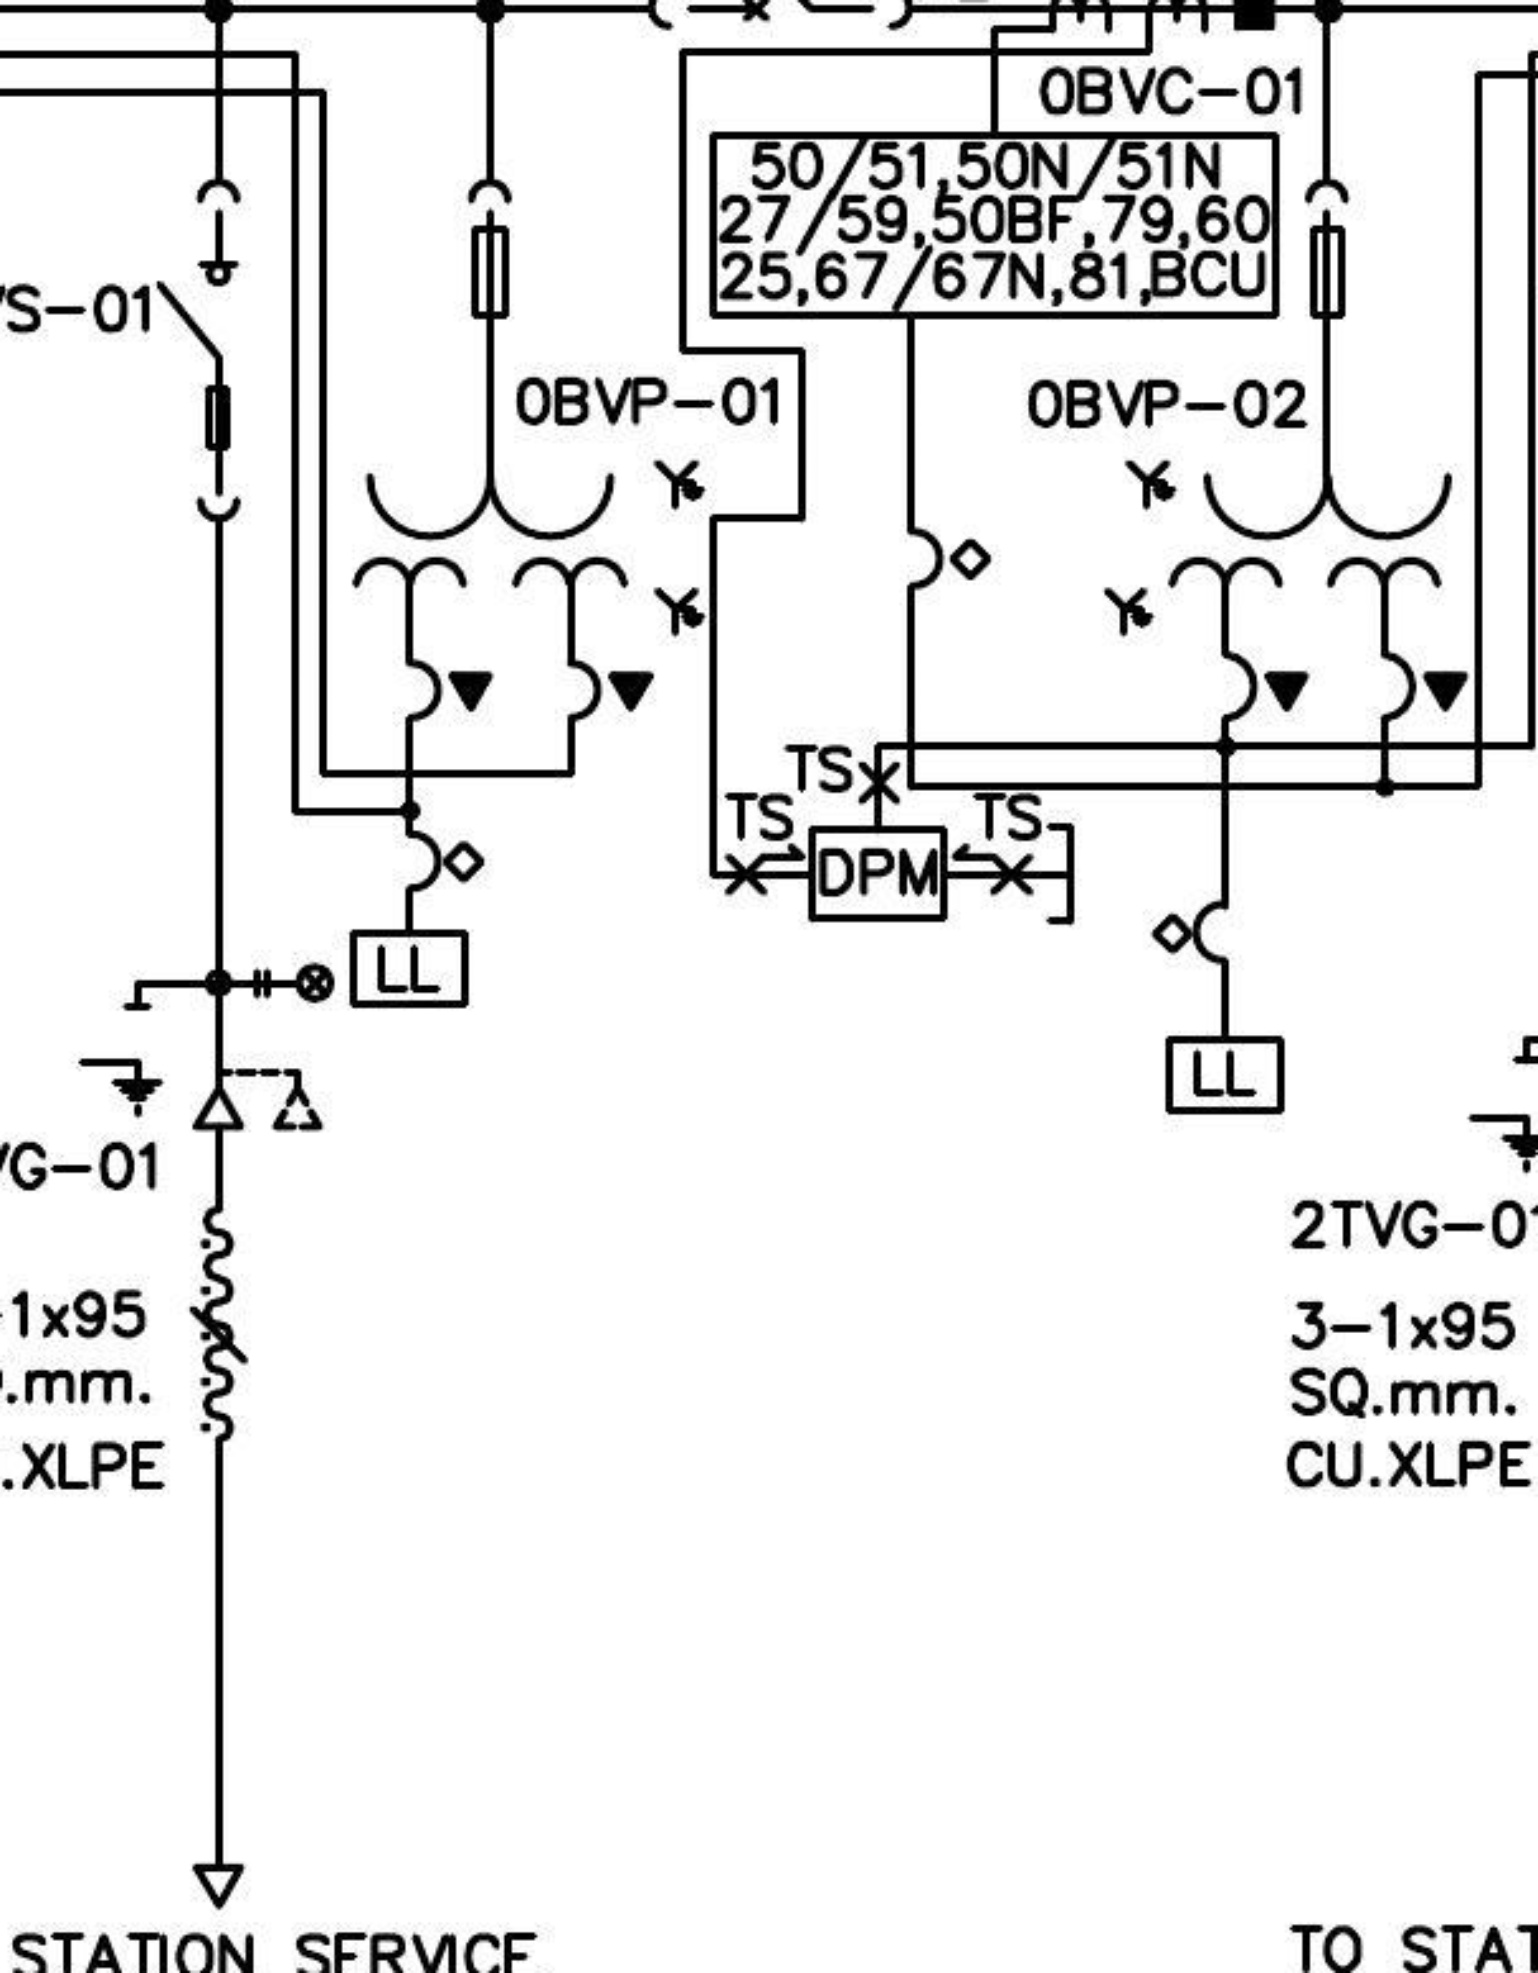 0BVC-01
50/51,50N/51N
27/59,50BF,79,60
25,67/67N,81,BCU
S-01
0BVP-01
0BVP-02
TS
TS
TS
DPM
LL
LL
G-01
2TVG-01
1x95
.mm.
.XLPE
3-1x95
SQ.mm.
CU.XLPE
STATION SERVICE
TO STAT